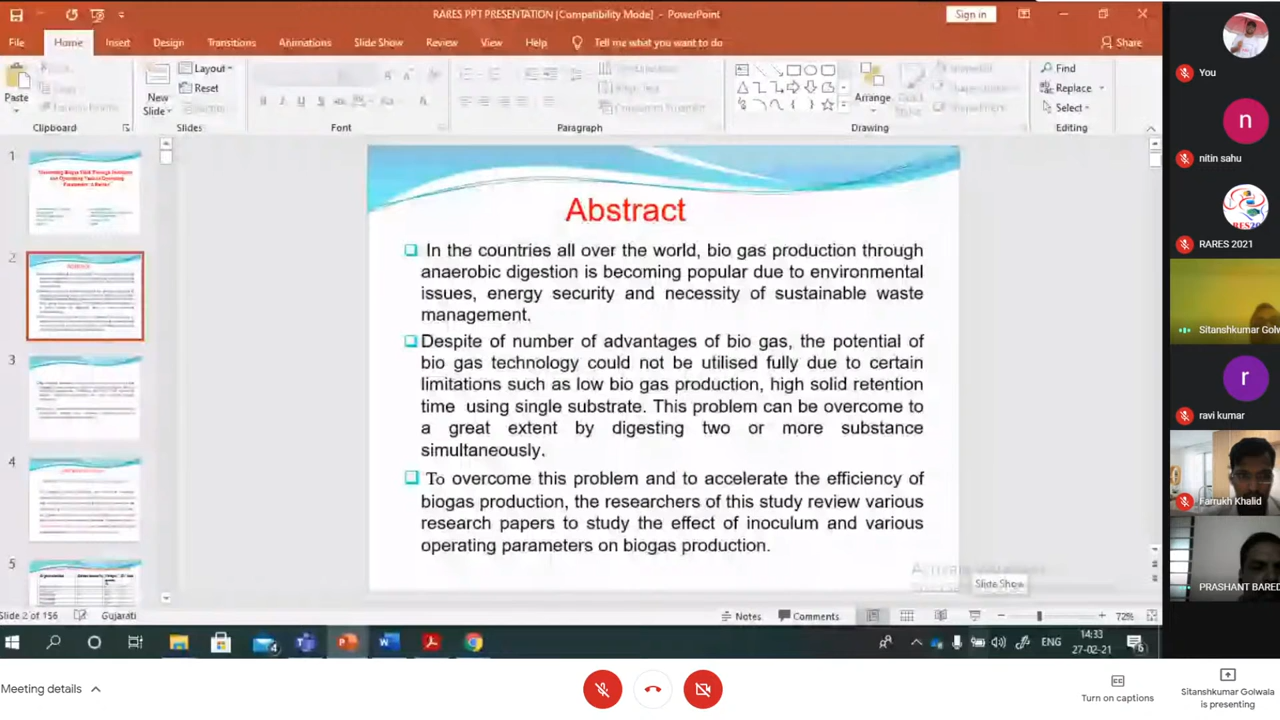 RARES PPT PRESENTATION [Compatibility Mode] - PowerPoint
Sign in
File Home Insert Design Transitions Animations Slide Show Review View Help Tell me what you want to do Share
Paste
New Slide
Layout
Reset
Arrange
Find
Replace
Select
Clipboard Slides Font Paragraph Drawing Editing
1
2
3
4
5
Abstract
In the countries all over the world, bio gas production through
anaerobic digestion is becoming popular due to environmental
issues, energy security and necessity of sustainable waste
management.
Despite of number of advantages of bio gas, the potential of
bio gas technology could not be utilised fully due to certain
limitations such as low bio gas production, high solid retention
time using single substrate. This problem can be overcome to
a great extent by digesting two or more substance
simultaneously.
To overcome this problem and to accelerate the efficiency of
biogas production, the researchers of this study review various
research papers to study the effect of inoculum and various
operating parameters on biogas production.
Slide Show
Slide 2 of 156 Gujarati Notes Comments 72%
ENG
14:33
27-02-21
You
n
nitin sahu
RARES 2021
Sitanshkumar Golw
r
ravi kumar
Farrukh Khalid
PRASHANT BARED
Meeting details
Turn on captions
Sitanshkumar Golwala
is presenting